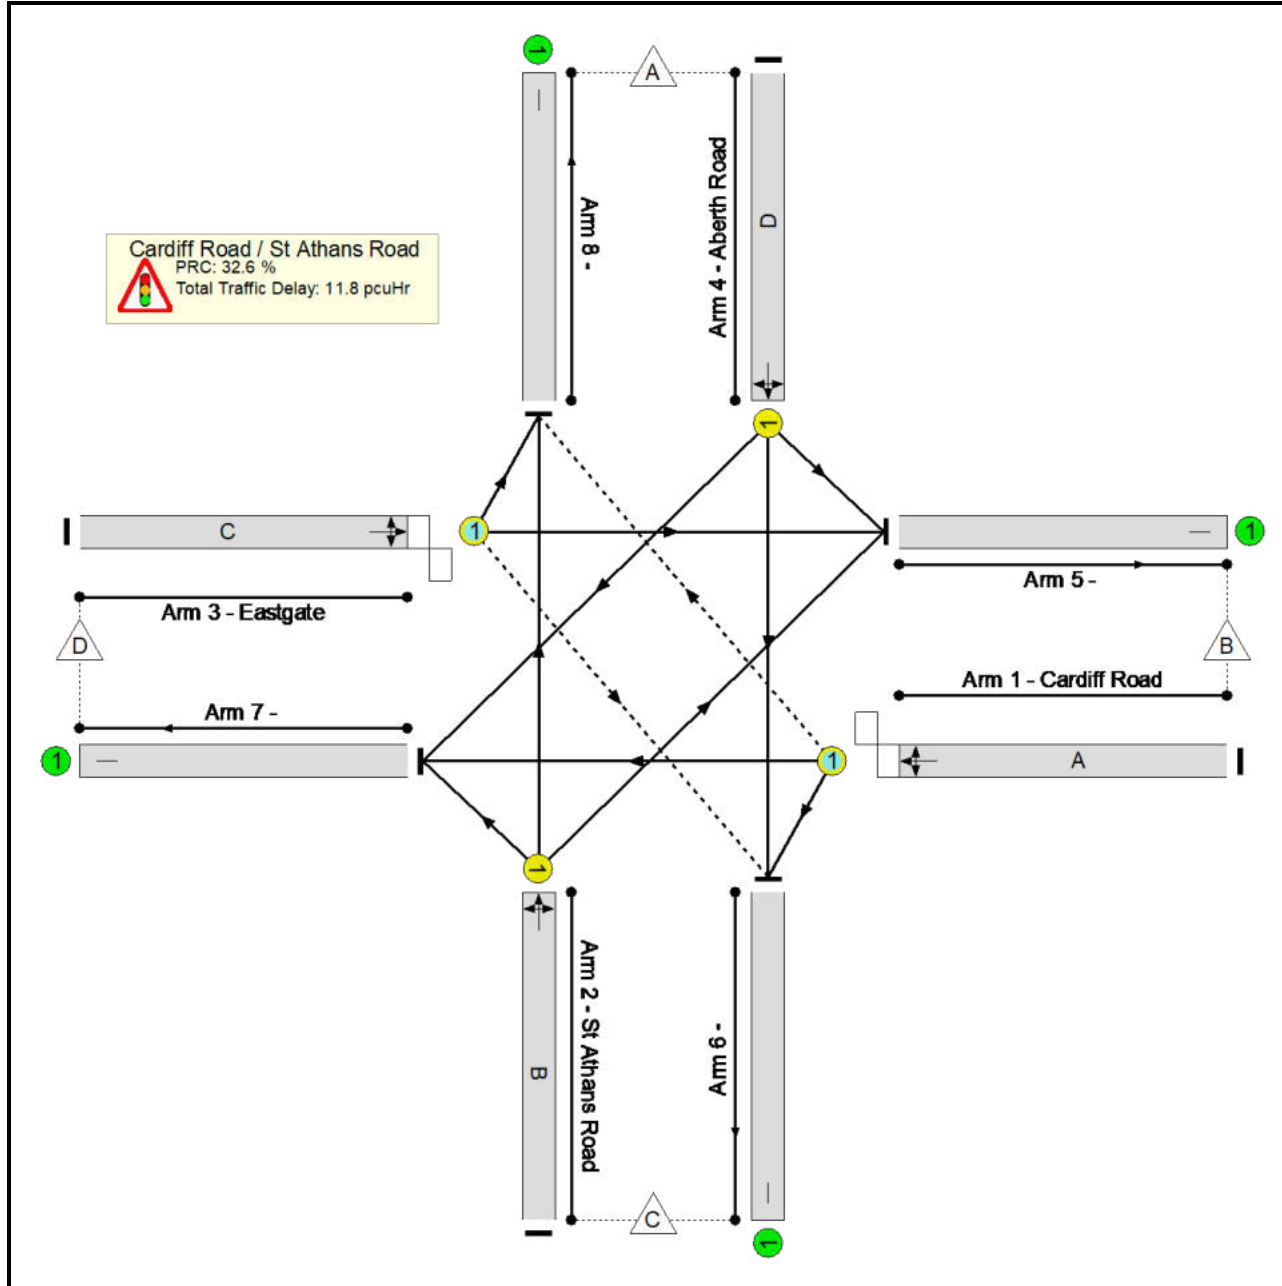 1
A
Arm 8 -
Arm 4 - Aberth Road
D
Cardiff Road / St Athans Road
PRC: 32.6 %
Total Traffic Delay: 11.8 pcuHr
1
C
1
1
Arm 3 - Eastgate
Arm 5 -
D
B
Arm 7 -
Arm 1 - Cardiff Road
1
1
A
1
Arm 2 - St Athans Road
B
Arm 6 -
C
1